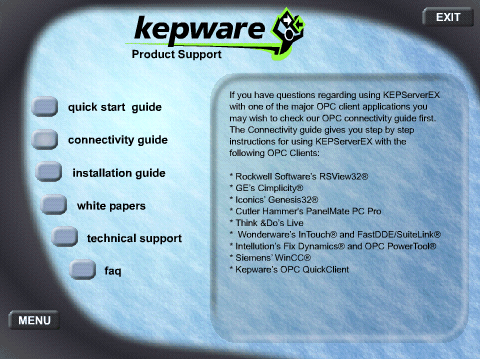 kepware
EXIT
Product Support
quick start guide
connectivity guide
installation guide
white papers
technical support
faq
If you have questions regarding using KEPServerEX
with one of the major OPC client applications you
may wish to check our OPC connectivity guide first.
The Connectivity guide gives you step by step
instructions for using KEPServerEX with the
following OPC Clients:
* Rockwell Software's RSView32®
* GE's Cimplicity®
* Iconics' Genesis32®
* Cutler Hammer's PanelMate PC Pro
* Think &Do's Live
* Wonderware's InTouch® and FastDDE/SuiteLink®
* Intellution's Fix Dynamics® and OPC PowerTool®
* Siemens' WinCC®
* Kepware's OPC QuickClient
MENU